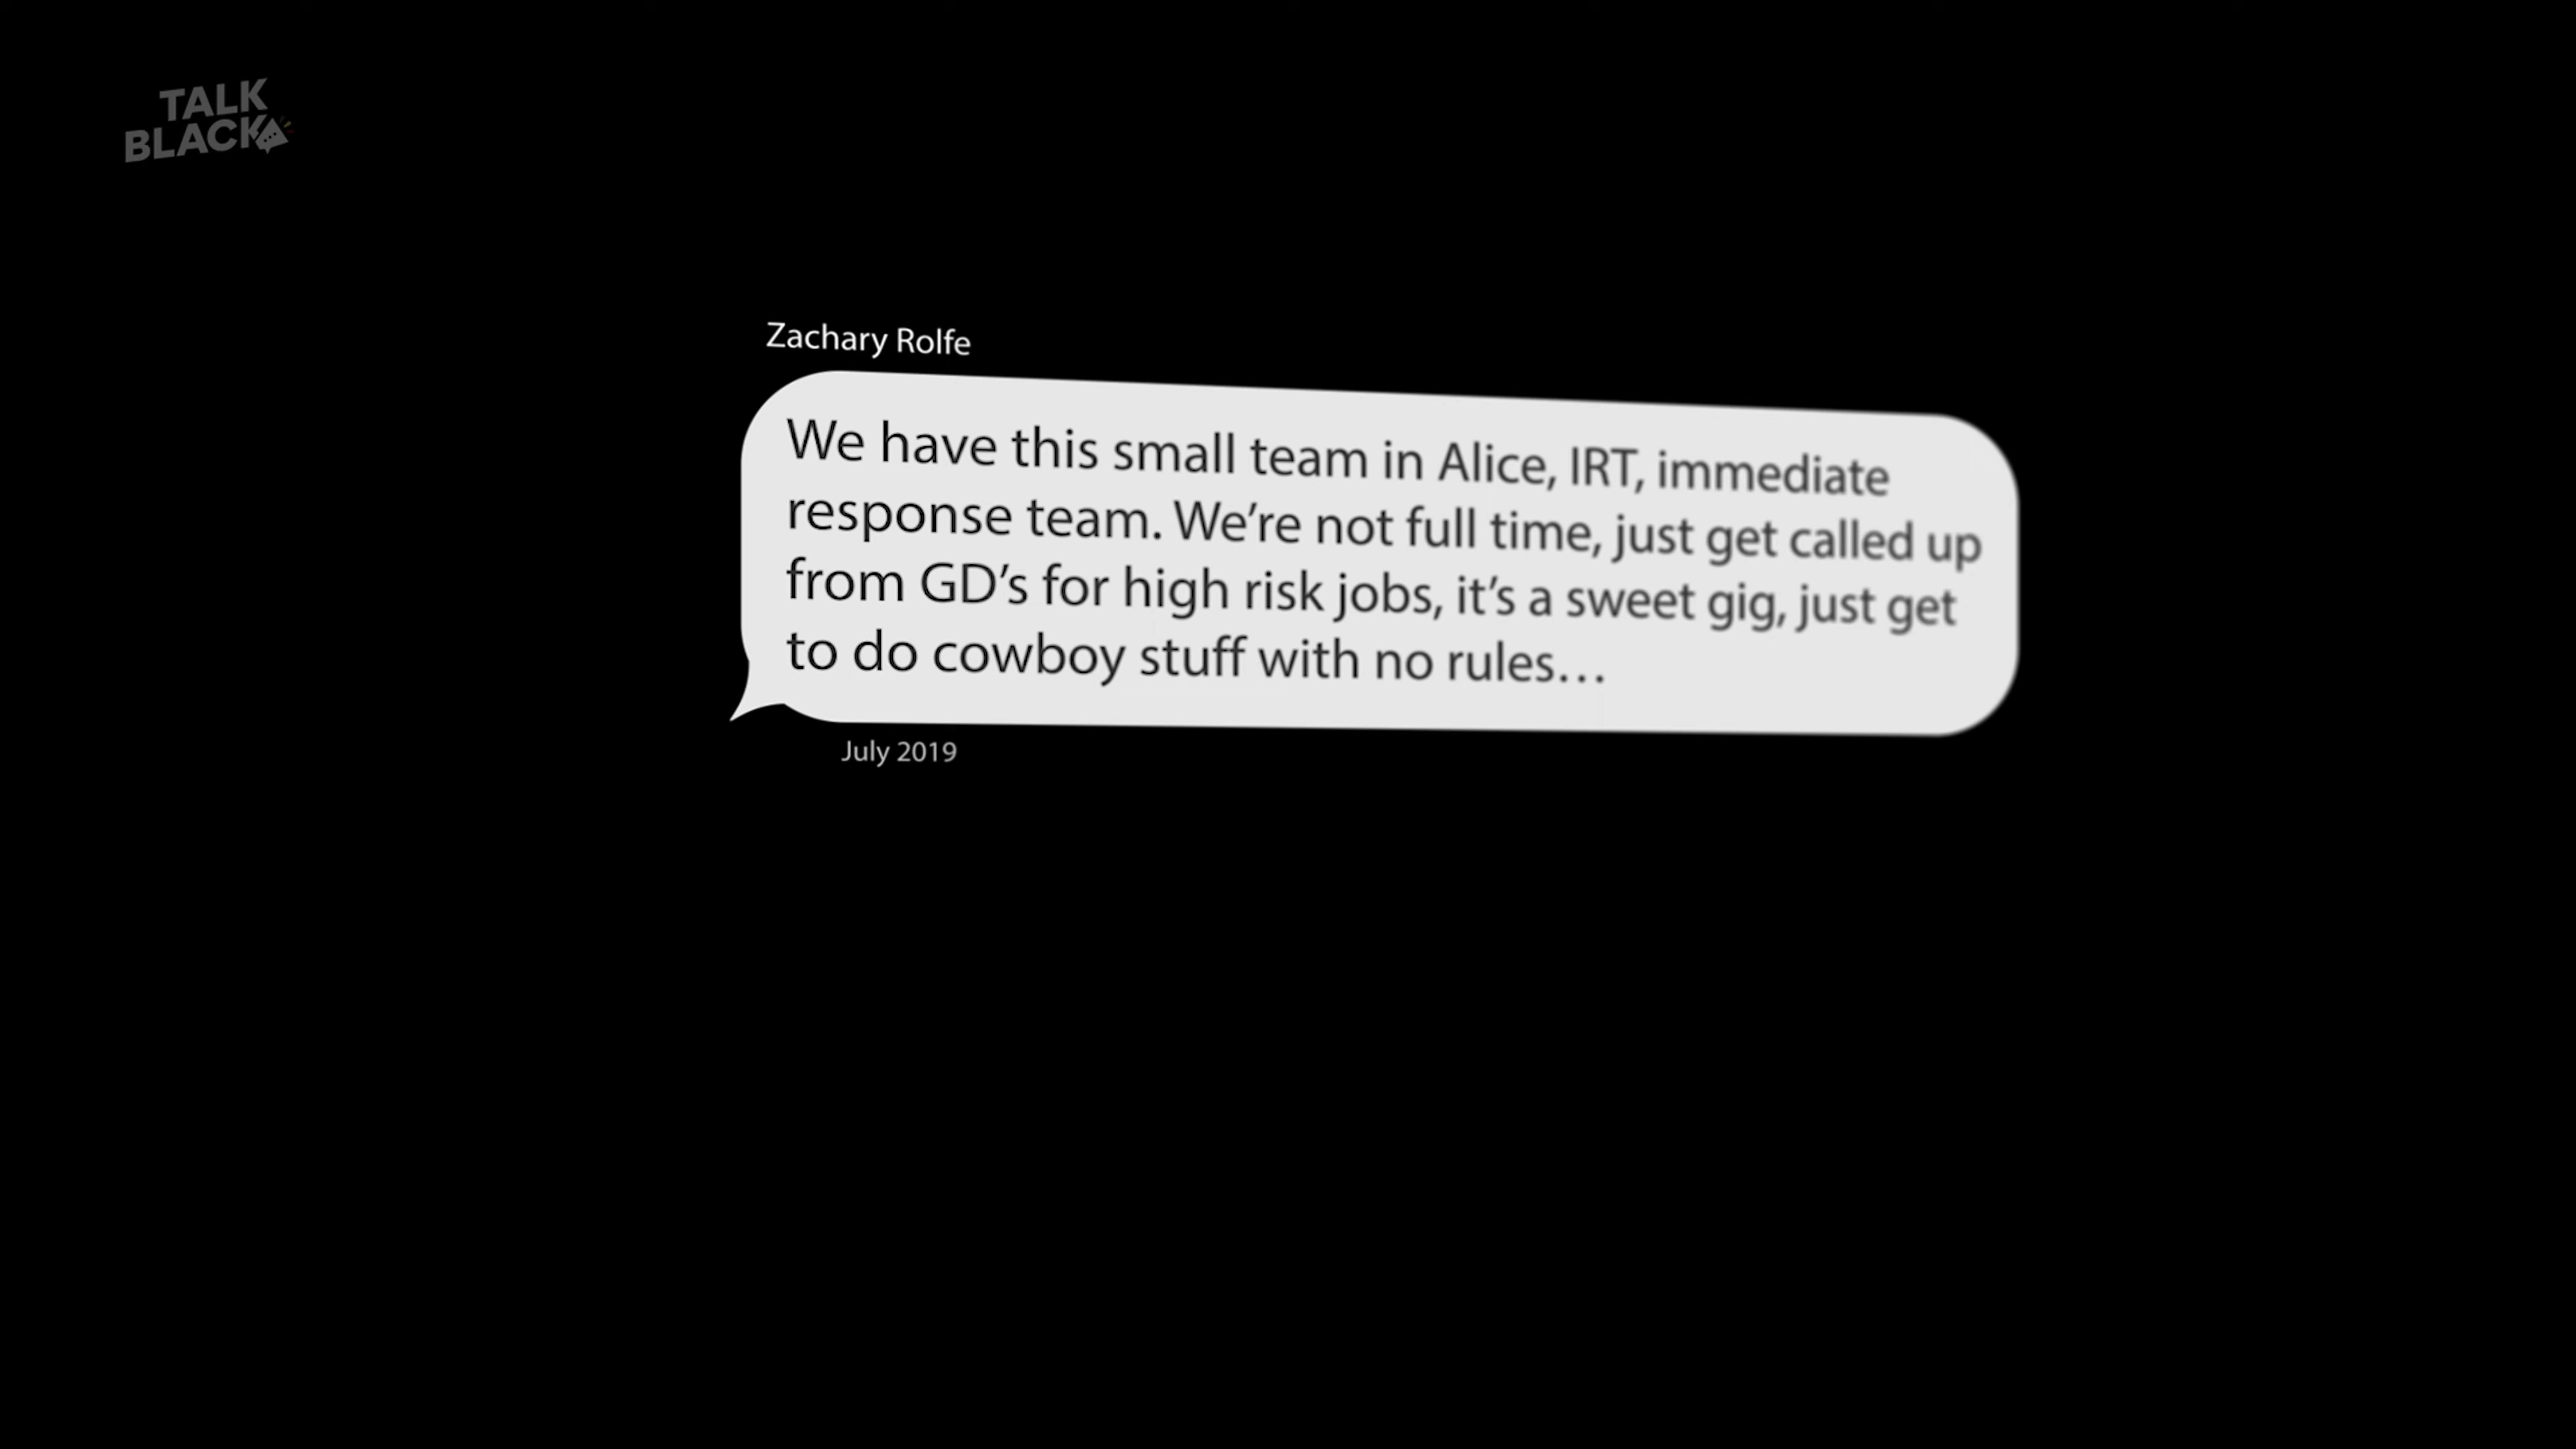 TALK
BLACK
Zachary Rolfe
We have this small team in Alice, IRT, immediate
response team. We’re not full time, just get called up
from GD’s for high risk jobs, it’s a sweet gig, just get
to do cowboy stuff with no rules…
July 2019